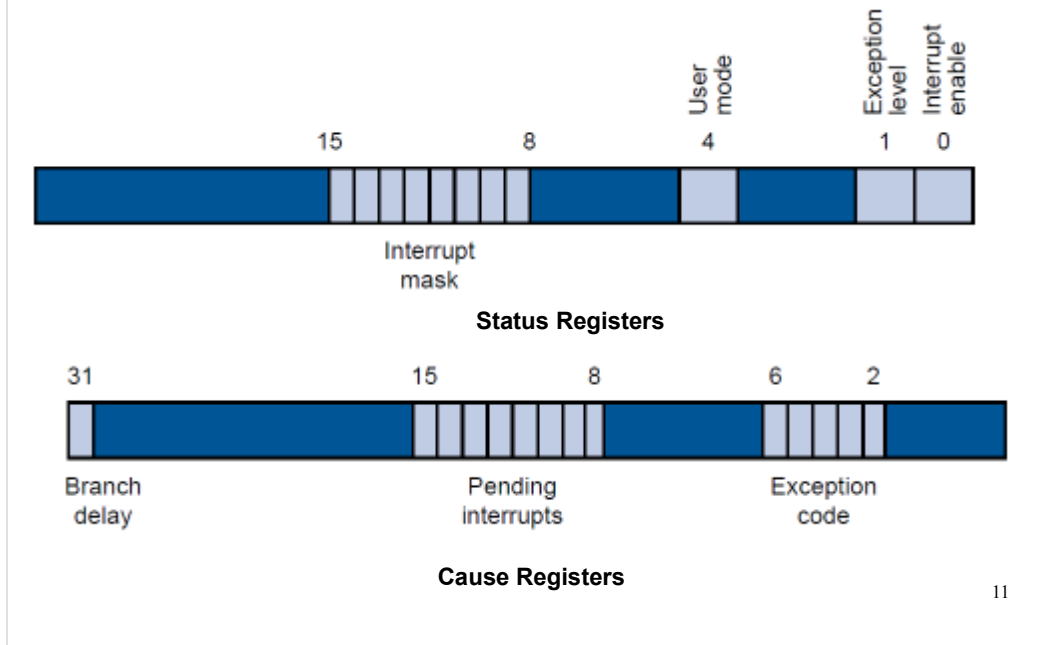 User
mode
Exception
level
Interrupt
enable
15 8 4 1 0
Interrupt
mask
Status Registers
31 15 8 6 2
Branch
delay
Pending
interrupts
Exception
code
Cause Registers
11